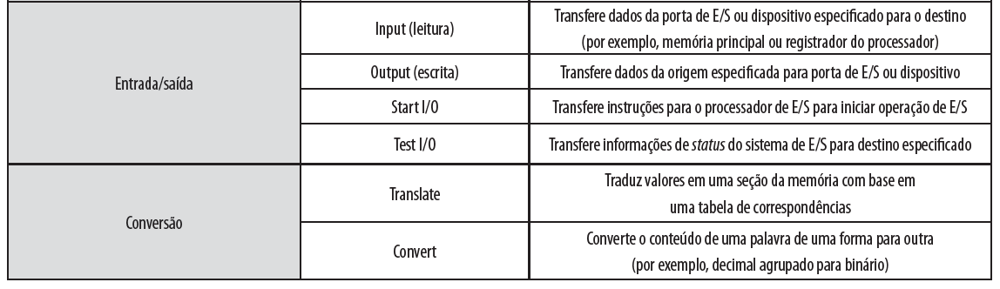 Entrada/saída
Input (leitura)
Transfere dados da porta de E/S ou dispositivo especificado para o destino
(por exemplo, memória principal ou registrador do processador)
Output (escrita)
Transfere dados da origem especificada para porta de E/S ou dispositivo
Start I/O
Transfere instruções para o processador de E/S para iniciar operação de E/S
Test I/O
Transfere informações de status do sistema de E/S para destino especificado
Conversão
Translate
Traduz valores em uma seção da memória com base em
uma tabela de correspondências
Convert
Converte o conteúdo de uma palavra de uma forma para outra
(por exemplo, decimal agrupado para binário)